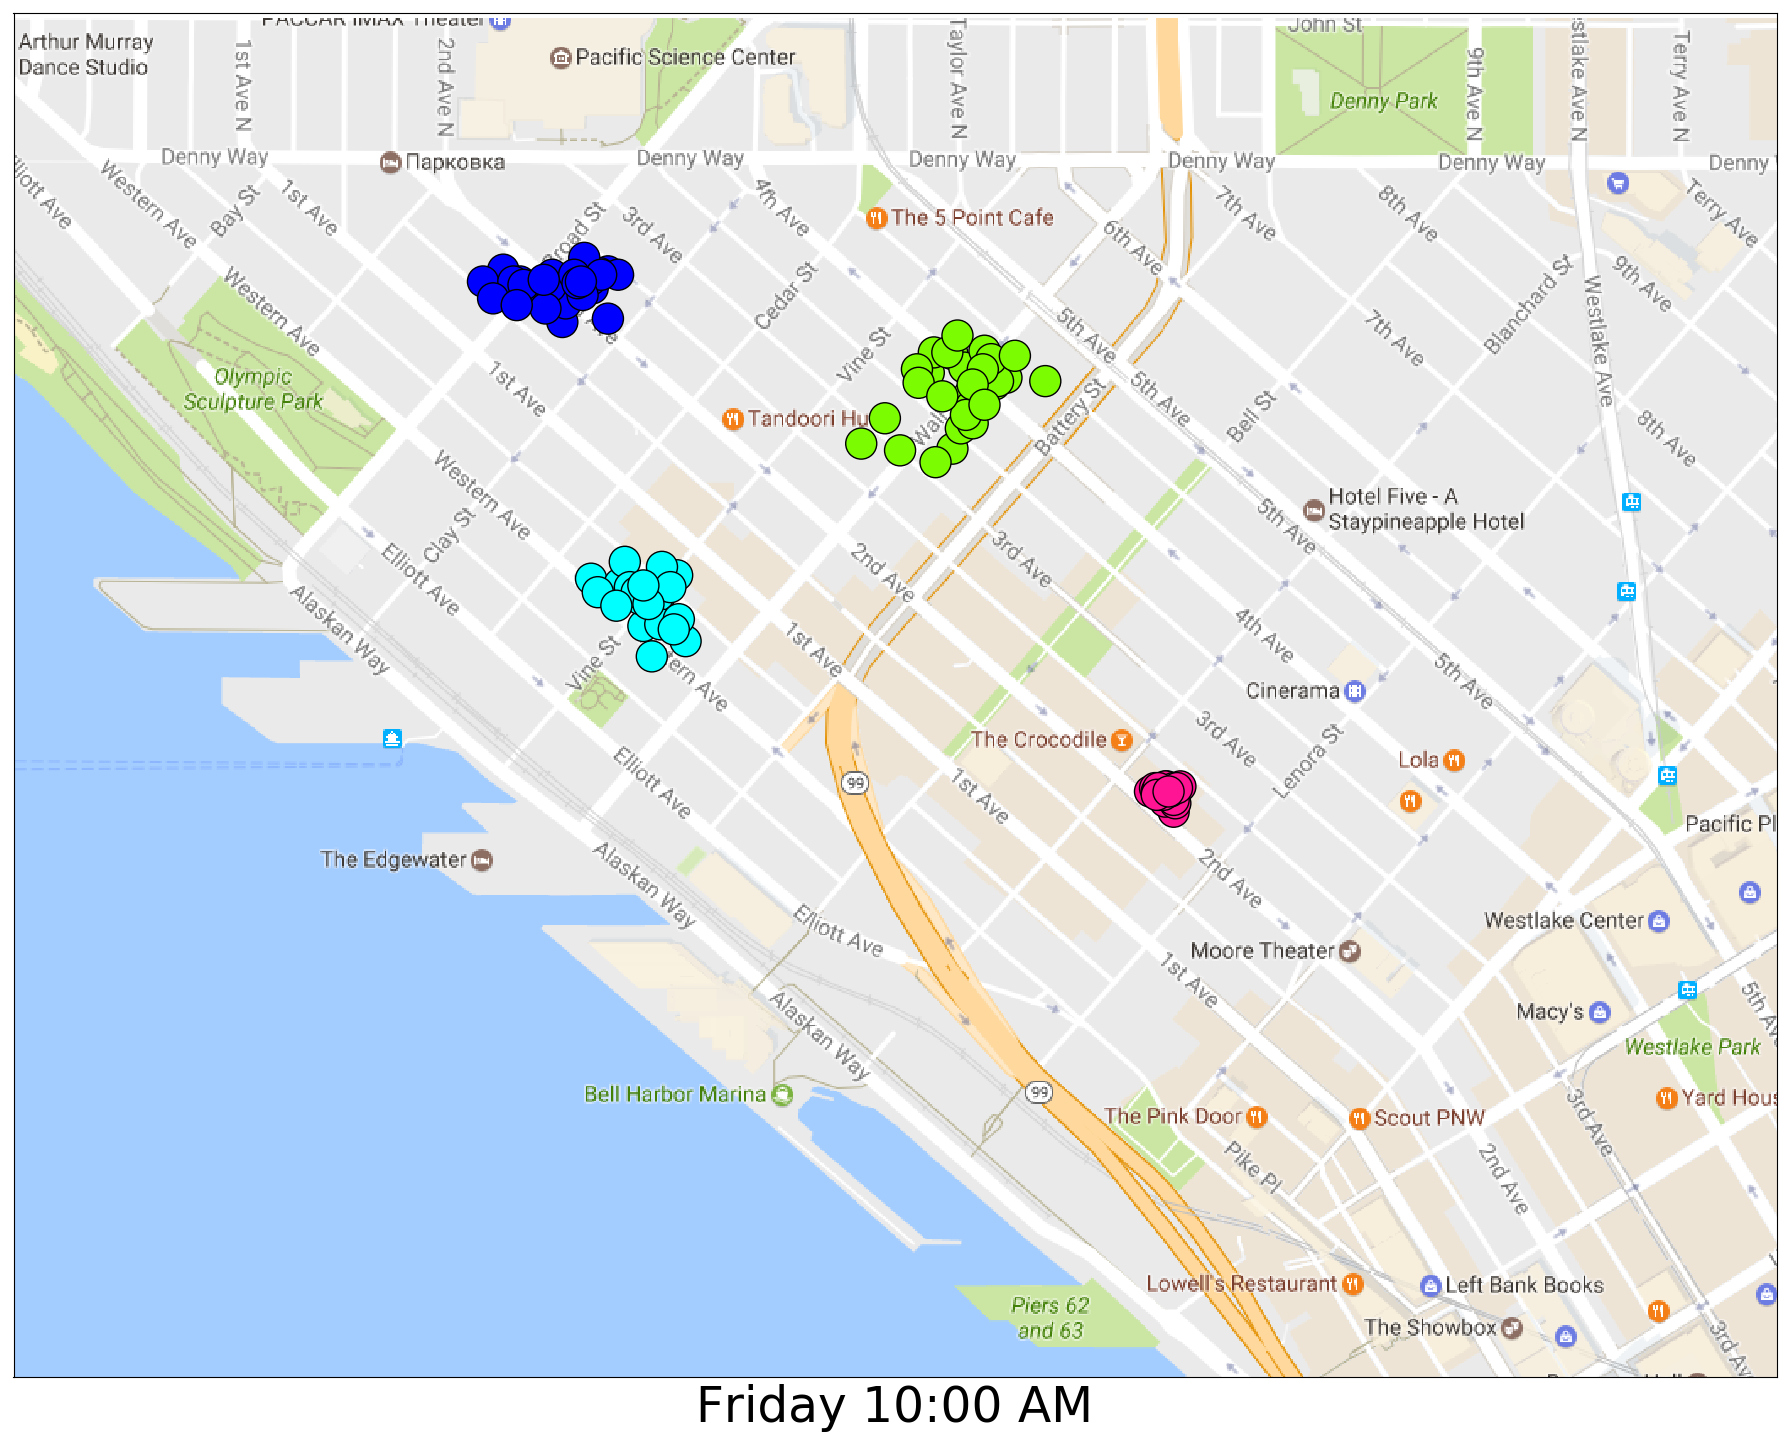 PACCAR IMAX Theater
John St
Arthur Murray
Dance Studio
1st Ave N
2nd Ave N
Pacific Science Center
Taylor Ave N
Denny Park
9th Ave N
Westlake Ave N
Terry Ave N
Denny Way
Парковка
Denny Way
Denny Way
Denny Way
Denny Way
Denny
Elliott Ave
Western Ave
Bay St
1st Ave
Broad St
3rd Ave
4th Ave
The 5 Point Cafe
6th Ave
7th Ave
8th Ave
Terry Ave
9th Ave
Western Ave
Cedar St
Blanchard St
Westlake Ave
Vine St
5th Ave
5th Ave
7th Ave
Olympic
Sculpture Park
1st Ave
Tandoori Hu
Wall
Battery St
Bell St
8th Ave
Western Ave
Clay St
Hotel Five - A
Staypineapple Hotel
5th Ave
Elliott Ave
2nd Ave
3rd Ave
Alaskan Way
Vine St
ern Ave
1st Ave
4th Ave
5th Ave
Cinerama
The Crocodile
3rd Ave
Lenora St
Lola
Elliott Ave
99
1st Ave
Pacific Pl
The Edgewater
Alaskan Way
2nd Ave
Elliott Ave
Westlake Center
Moore Theater
1st Ave
Macy's
5th Av
Alaskan Way
Westlake Park
Bell Harbor Marina
99
The Pink Door
Scout PNW
Yard Hous
3rd Ave
Pike Pl
2nd Ave
Lowell's Restaurant
Left Bank Books
Piers 62
and 63
The Showbox
3rd Ave
Friday 10:00 AM